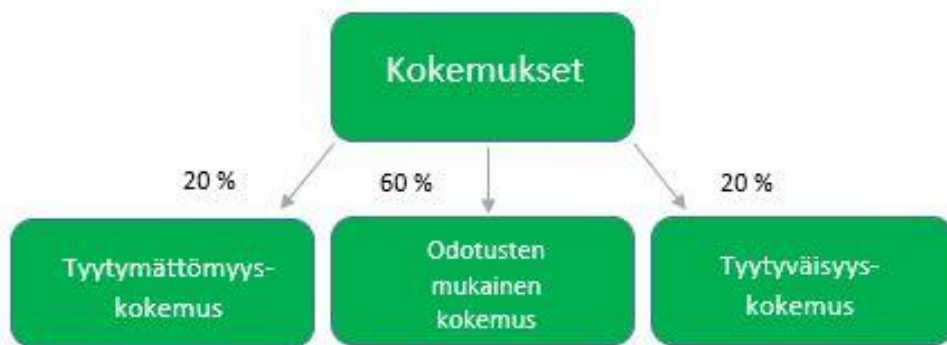 Kokemukset
20 %
60 %
20 %
Tyytymättömyys-
kokemus
Odotusten
mukainen
kokemus
Tyytyväisyys-
kokemus